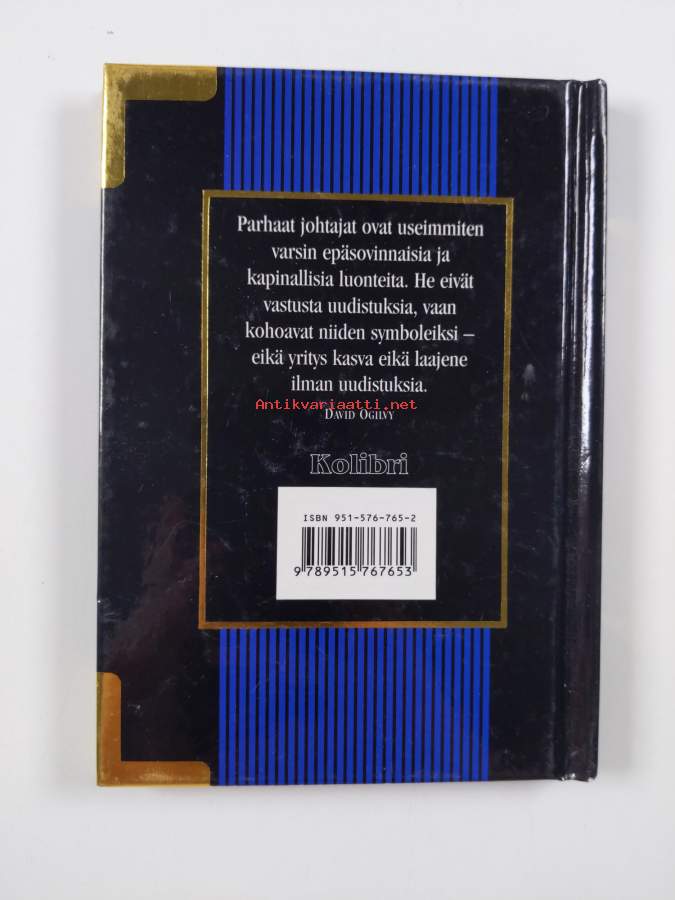 Parhaat johtajat ovat useimmiten
varsin epäsovinnaisia ja
kapinallisia luonteita. He eivät
vastusta uudistuksia, vaan
kohoavat niiden symboleiksi –
eikä yritys kasva eikä laajene
ilman uudistuksia.
Antikvariaatti.net
DAVID OGILVY
Kolibri
ISBN 951-576-765-2
9 789515 767653